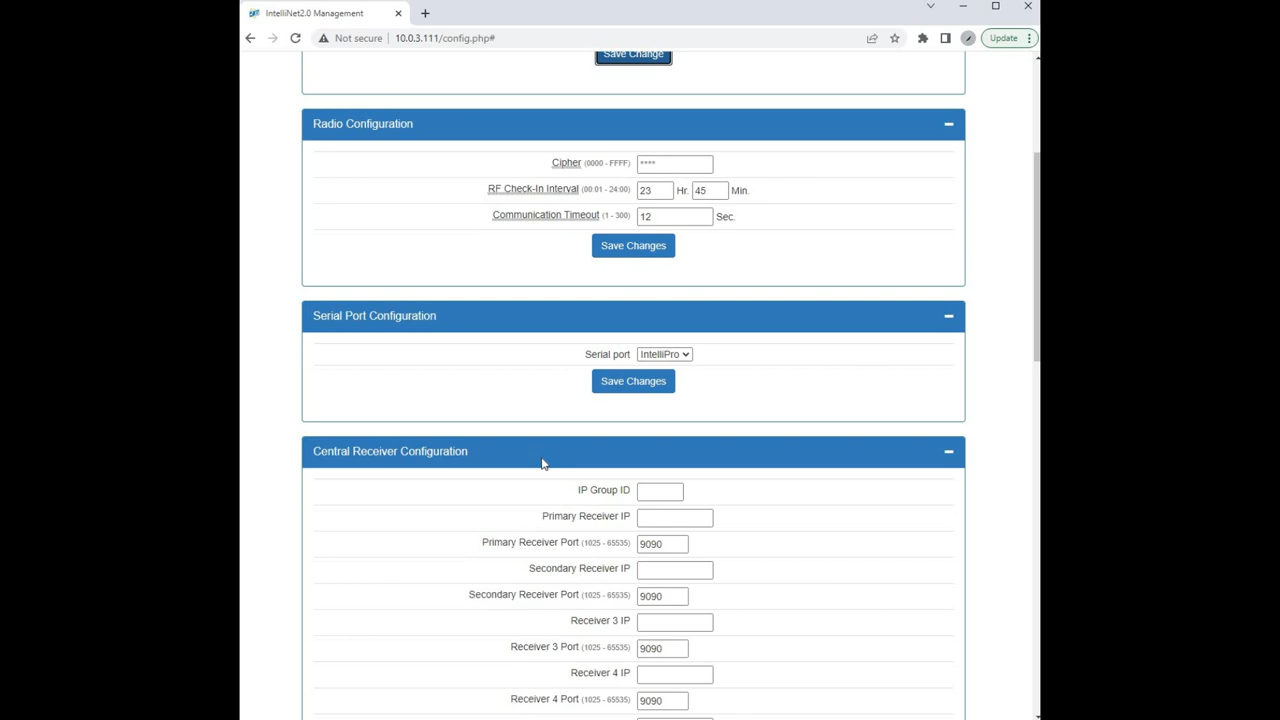 IntelliNet2.0 Management
Not secure 10.0.3.111/config.php# Update
Save Change
Radio Configuration
Cipher (0000 - FFFF) ****
RF Check-In Interval (00:01 - 24:00) 23 Hr. 45 Min.
Communication Timeout (1 - 300) 12 Sec.
Save Changes
Serial Port Configuration
Serial port IntelliPro
Save Changes
Central Receiver Configuration
IP Group ID
Primary Receiver IP
Primary Receiver Port (1025 - 65535) 9090
Secondary Receiver IP
Secondary Receiver Port (1025 - 65535) 9090
Receiver 3 IP
Receiver 3 Port (1025 - 65535) 9090
Receiver 4 IP
Receiver 4 Port (1025 - 65535) 9090